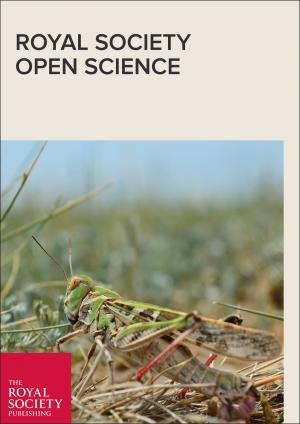 ROYAL SOCIETY
OPEN SCIENCE
THE
ROYAL
SOCIETY
PUBLISHING